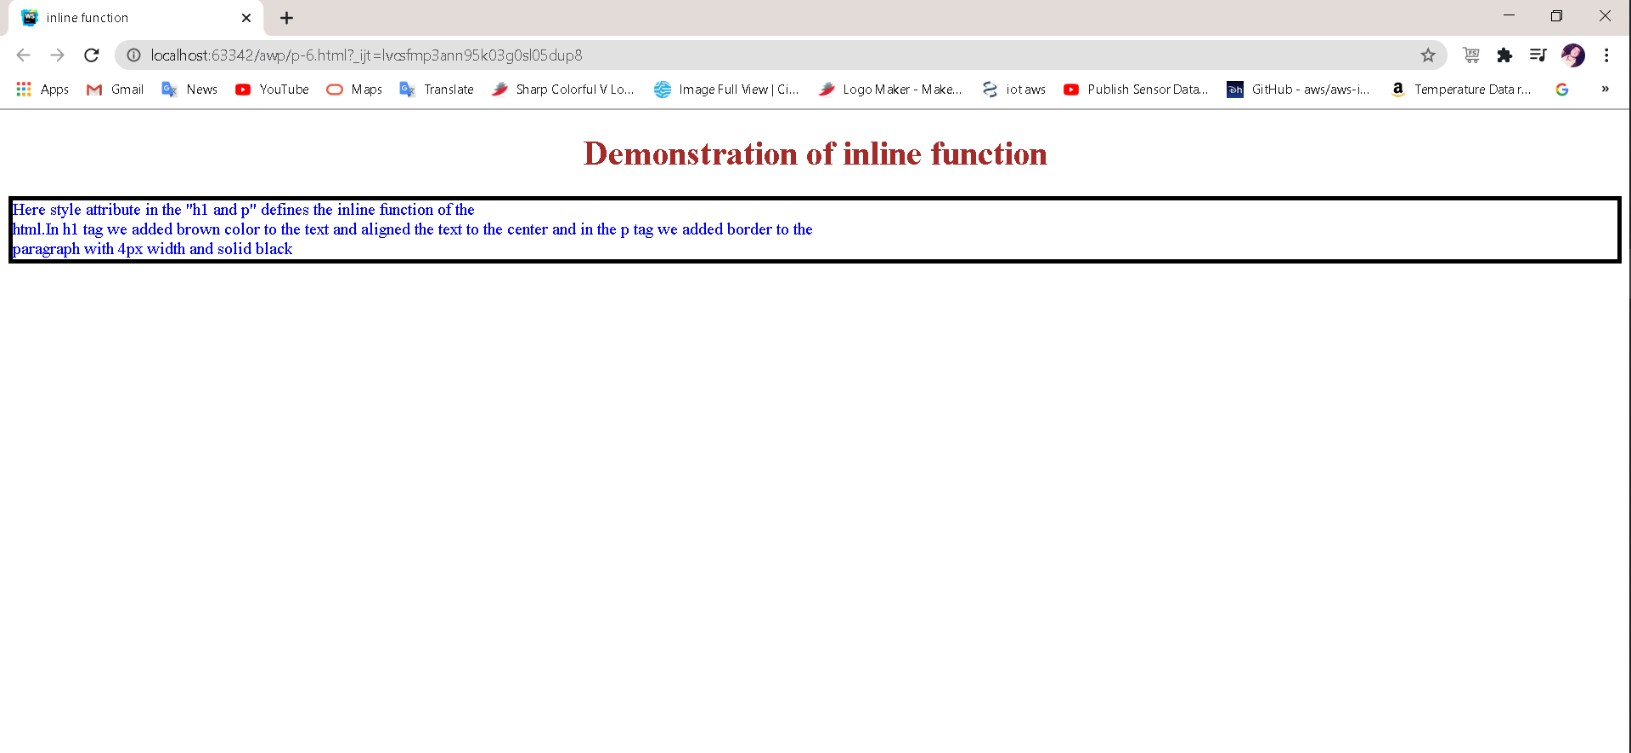 inline function
localhost:63342/awp/p-6.html?_ijt=lvcsfmp3ann95k03g0sl05dup8
Apps Gmail News YouTube Maps Translate Sharp Colorful V Lo... Image Full View | Ci... Logo Maker - Make... iot aws Publish Sensor Data... GitHub - aws/aws-i... Temperature Data r... »
Demonstration of inline function
Here style attribute in the "h1 and p" defines the inline function of the
html.In h1 tag we added brown color to the text and aligned the text to the center and in the p tag we added border to the
paragraph with 4px width and solid black